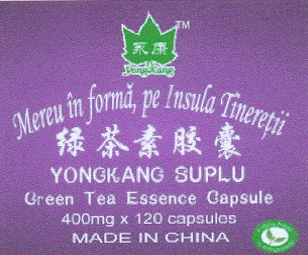 永康 TM
YongKang
Mereu în formă, pe Insula Tinereții
绿茶素胶囊
YONGKANG SUPLU
Green Tea Essence Capsule
400mg x 120 capsules
MADE IN CHINA